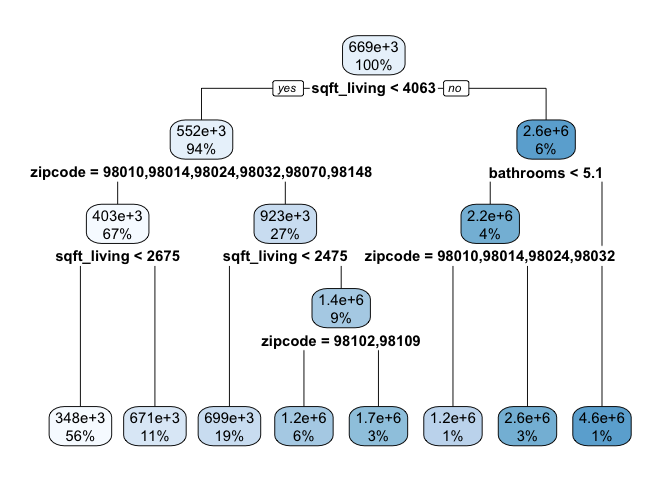 669e+3
100%
yes
sqft_living < 4063
no
552e+3
94%
2.6e+6
6%
zipcode = 98010,98014,98024,98032,98070,98148
bathrooms < 5.1
403e+3
67%
923e+3
27%
2.2e+6
4%
sqft_living < 2675
sqft_living < 2475
zipcode = 98010,98014,98024,98032
1.4e+6
9%
zipcode = 98102,98109
348e+3
56%
671e+3
11%
699e+3
19%
1.2e+6
6%
1.7e+6
3%
1.2e+6
1%
2.6e+6
3%
4.6e+6
1%